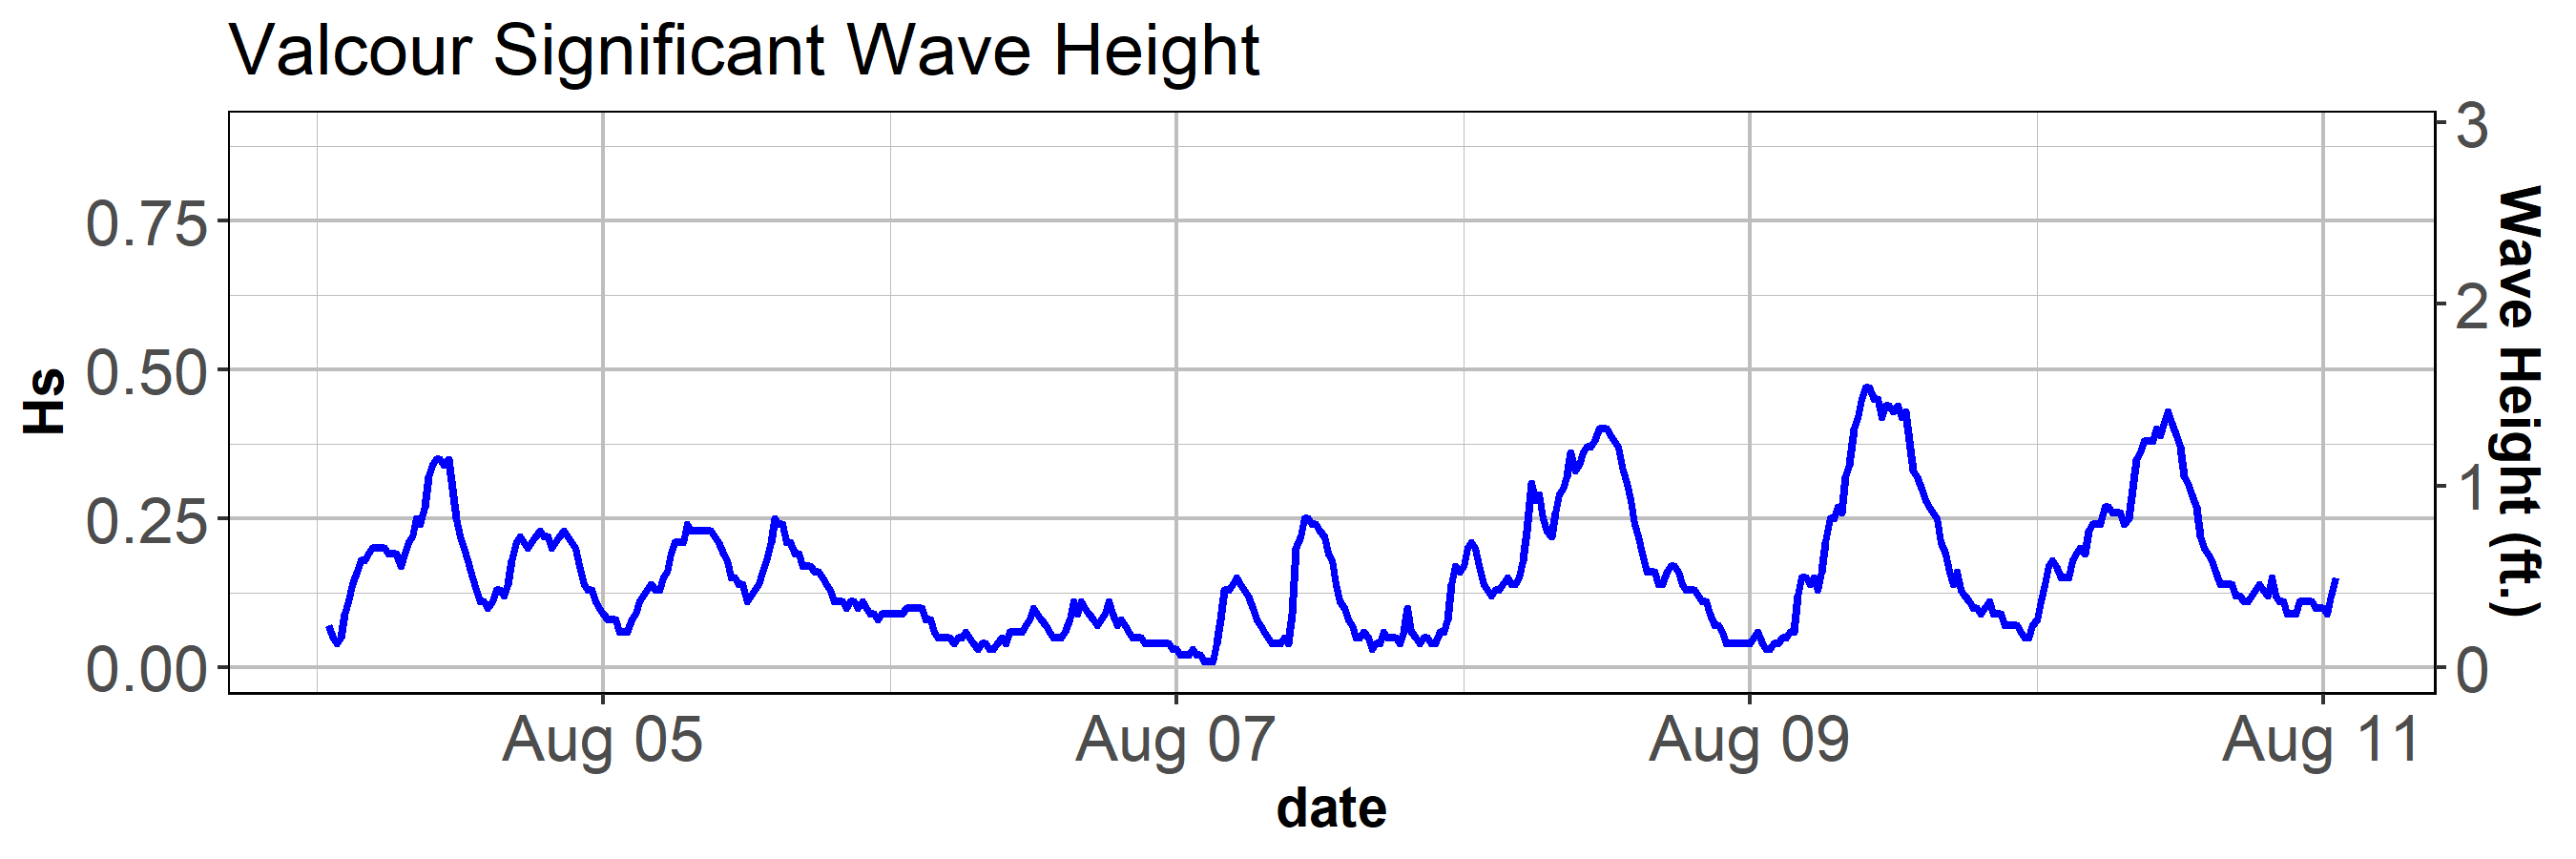 Valcour Significant Wave Height
Hs
0.75
0.50
0.25
0.00
3
2
1
0
Wave Height (ft.)
Aug 05
Aug 07
Aug 09
Aug 11
date